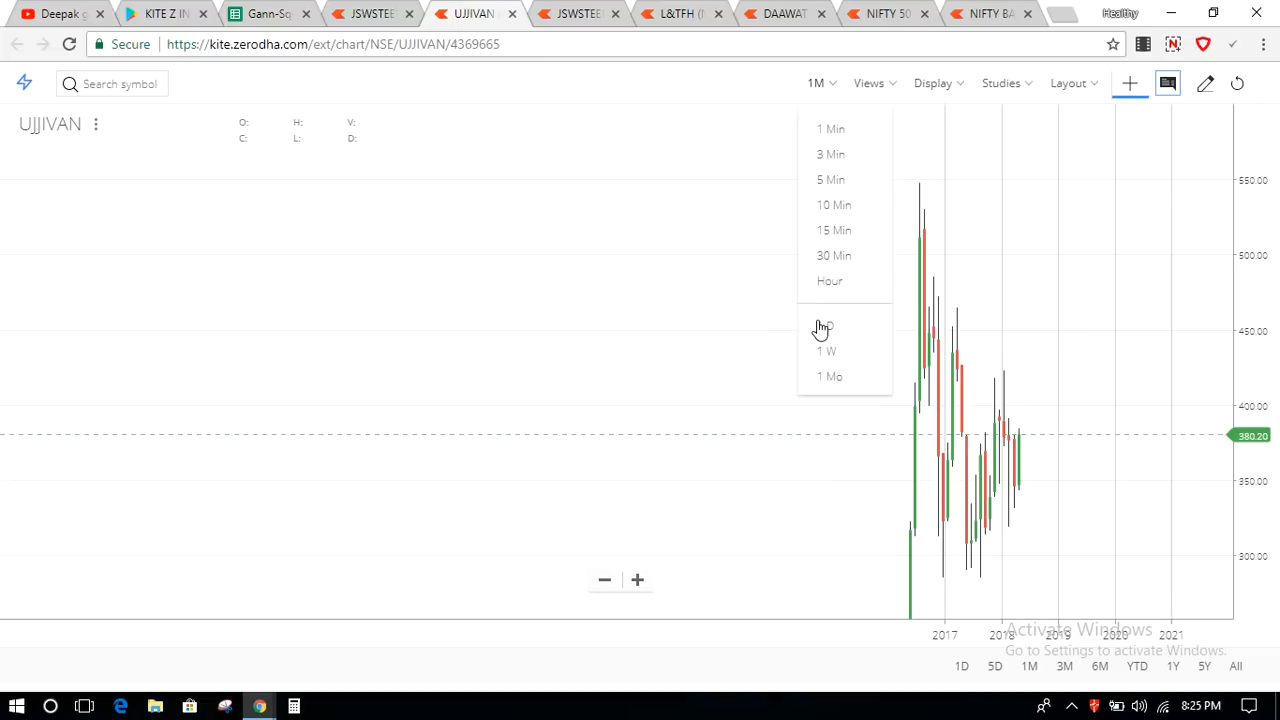 Deepak g
KITE Z IN
Gann-Sq
JSWSTEE
UJJIVAN
JSWSTEE
L&TFH (
DAAWAT
NIFTY 50
NIFTY BA
Healthy
Secure
https://kite.zerodha.com/ext/chart/NSE/UJJIVAN/4369665
Search symbol
1M
Views
Display
Studies
Layout
UJJIVAN
O:
H:
V:
C:
L:
D:
1 Min
3 Min
5 Min
10 Min
15 Min
30 Min
Hour
1 W
1 Mo
550.00
500.00
450.00
400.00
380.20
350.00
300.00
2017
2018
2019
2020
2021
Activate Windows
Go to Settings to activate Windows.
1D
5D
1M
3M
6M
YTD
1Y
5Y
All
8:25 PM